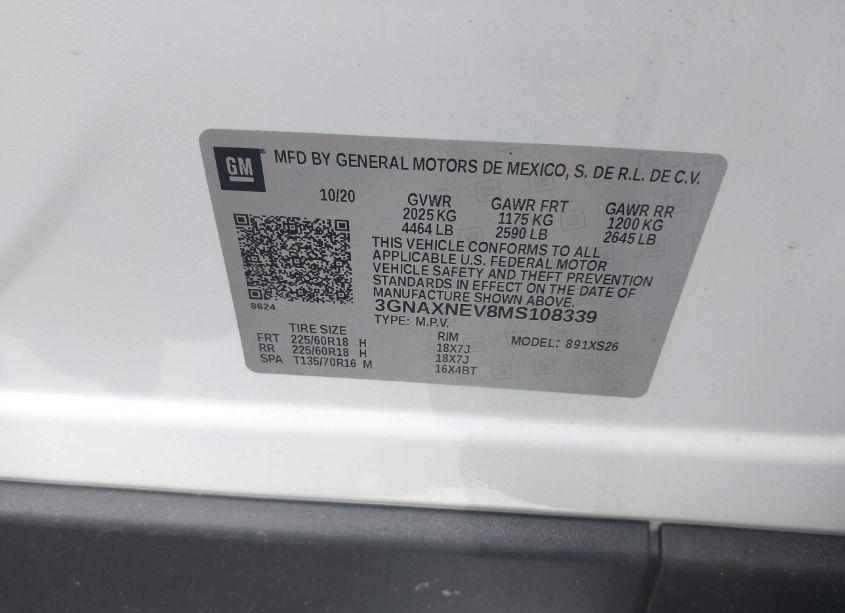 GM® MFD BY GENERAL MOTORS DE MEXICO, S. DE R.L. DE C.V.
10/20 GVWR GAWR FRT GAWR RR
2025 KG 1175 KG 1200 KG
4464 LB 2590 LB 2645 LB
THIS VEHICLE CONFORMS TO ALL
APPLICABLE U.S. FEDERAL MOTOR
VEHICLE SAFETY AND THEFT PREVENTION
STANDARDS IN EFFECT ON THE DATE OF
MANUFACTURE SHOWN ABOVE.
8624 3GNAXNEV8MS108339
TYPE: M.P.V.
TIRE SIZE RIM MODEL: 891XS26
FRT 225/60R18 H 18X7J
RR 225/60R18 H 18X7J
SPA T135/70R16 M 16X4BT